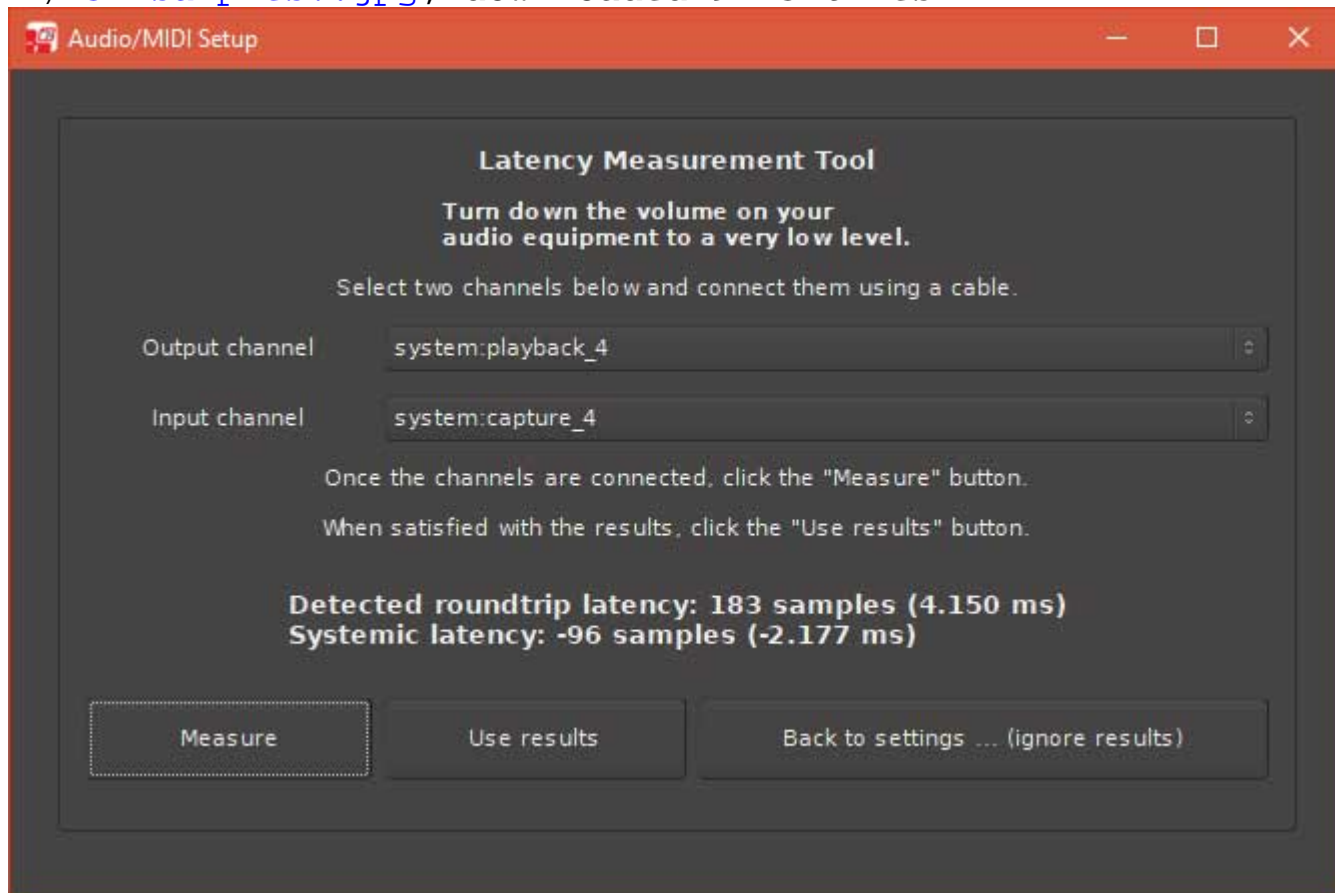 Audio/MIDI Setup
Latency Measurement Tool
Turn down the volume on your
audio equipment to a very low level.
Select two channels below and connect them using a cable.
Output channel system:playback_4
Input channel system:capture_4
Once the channels are connected, click the "Measure" button.
When satisfied with the results, click the "Use results" button.
Detected roundtrip latency: 183 samples (4.150 ms)
Systemic latency: -96 samples (-2.177 ms)
Measure Use results Back to settings ... (ignore results)